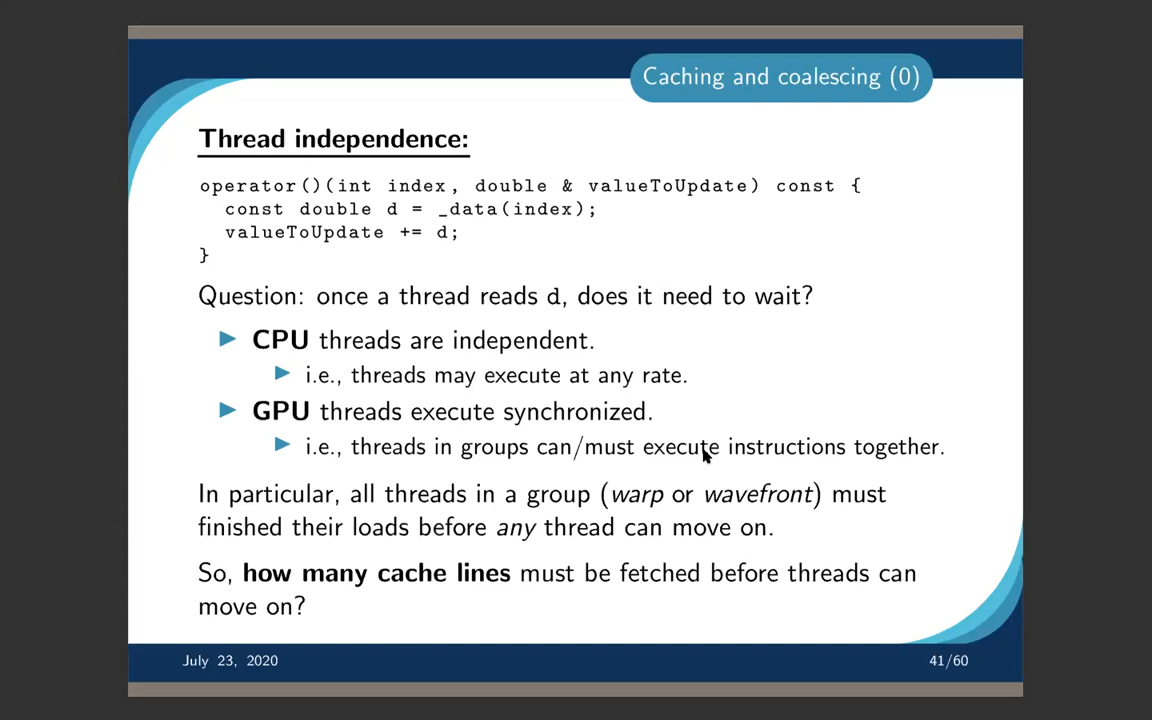 Caching and coalescing (0)
Thread independence:
operator()(int index, double & valueToUpdate) const {
const double d = _data(index);
valueToUpdate += d;
}
Question: once a thread reads d, does it need to wait?
▶ CPU threads are independent.
▶ i.e., threads may execute at any rate.
▶ GPU threads execute synchronized.
▶ i.e., threads in groups can/must execute instructions together.
In particular, all threads in a group (warp or wavefront) must
finished their loads before any thread can move on.
So, how many cache lines must be fetched before threads can
move on?
July 23, 2020
41/60